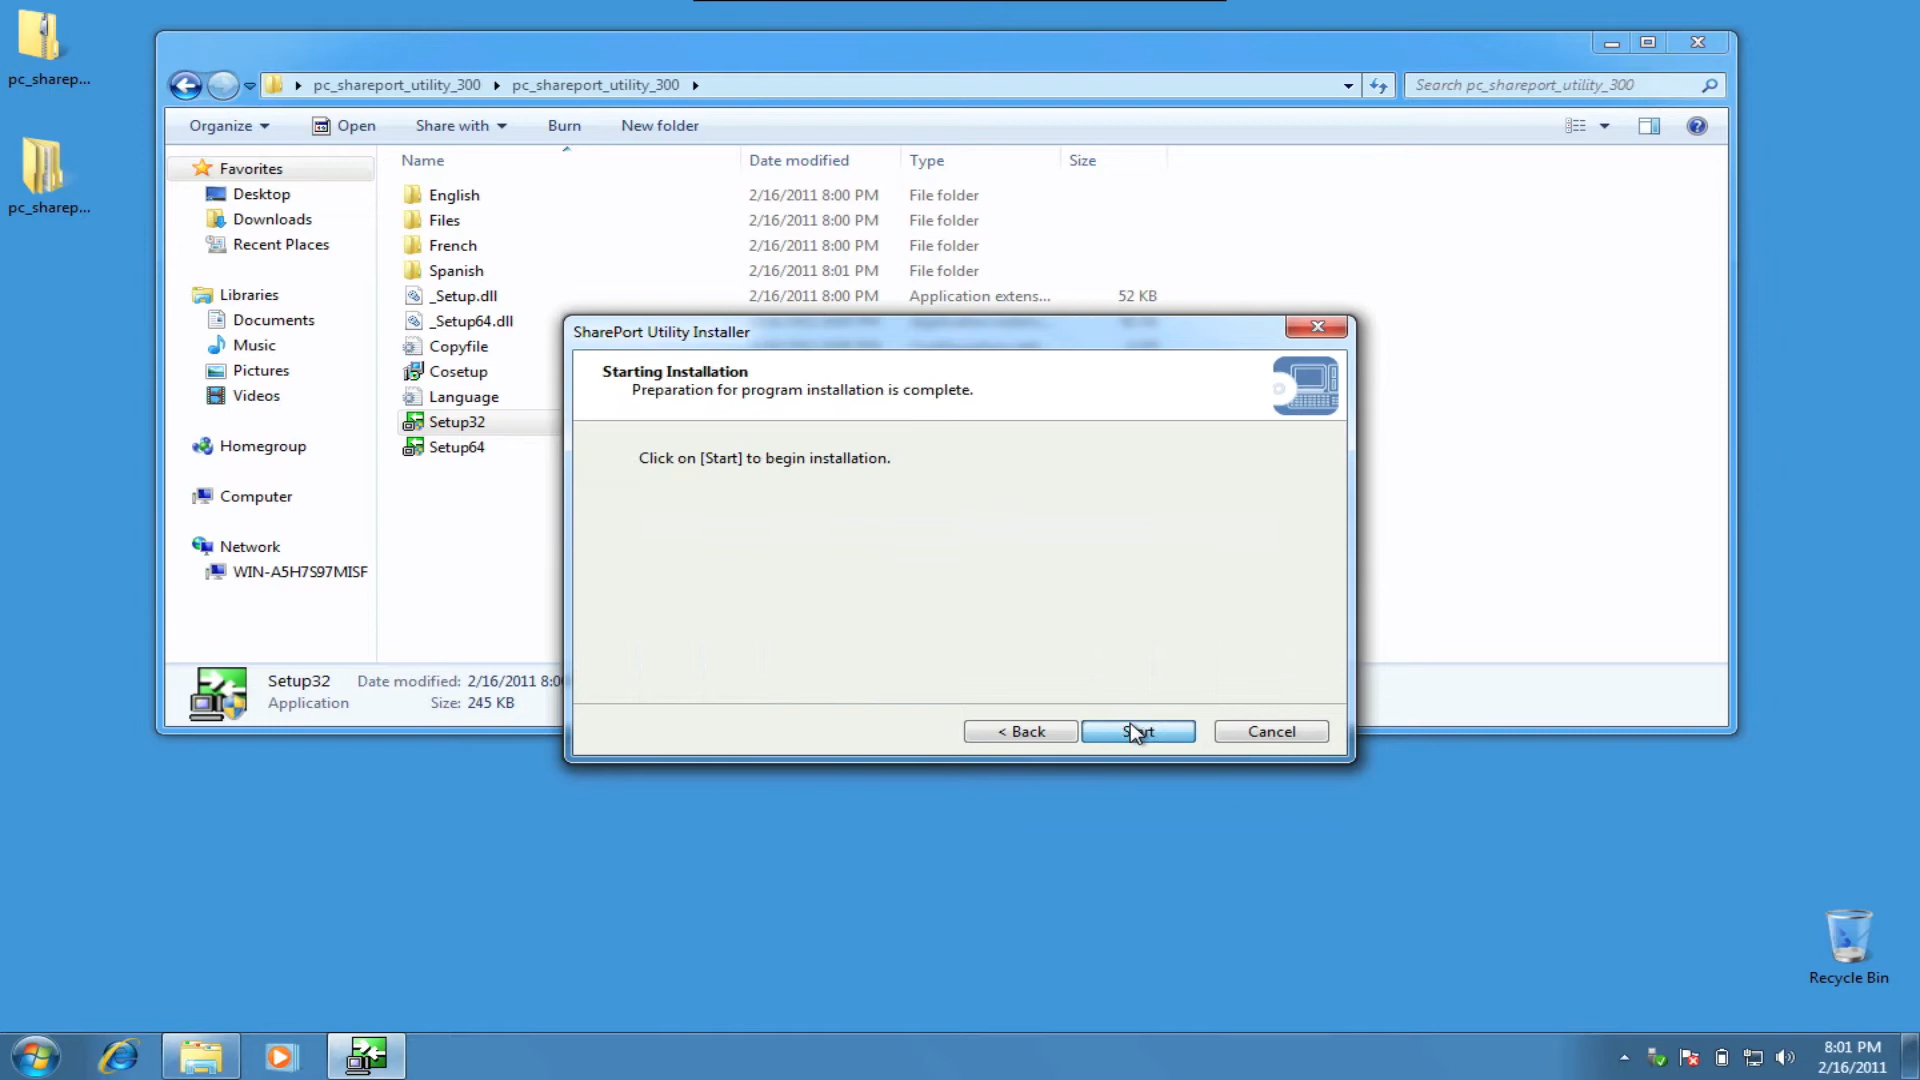 pc_sharep...
pc_sharep...
pc_shareport_utility_300
pc_shareport_utility_300
Search pc_shareport_utility_300
Organize
Open
Share with
Burn
New folder
Name
Date modified
Type
Size
Favorites
Desktop
Downloads
Recent Places
Libraries
Documents
Music
Pictures
Videos
Homegroup
Computer
Network
WIN-A5H7S97MISF
English 2/16/2011 8:00 PM File folder
Files 2/16/2011 8:00 PM File folder
French 2/16/2011 8:00 PM File folder
Spanish 2/16/2011 8:01 PM File folder
_Setup.dll 2/16/2011 8:00 PM Application extens... 52 KB
_Setup64.dll
Copyfile
Cosetup
Language
Setup32
Setup64
SharePort Utility Installer
Starting Installation
Preparation for program installation is complete.
Click on [Start] to begin installation.
< Back
Start
Cancel
Setup32 Date modified: 2/16/2011 8:00
Application Size: 245 KB
Recycle Bin
8:01 PM
2/16/2011